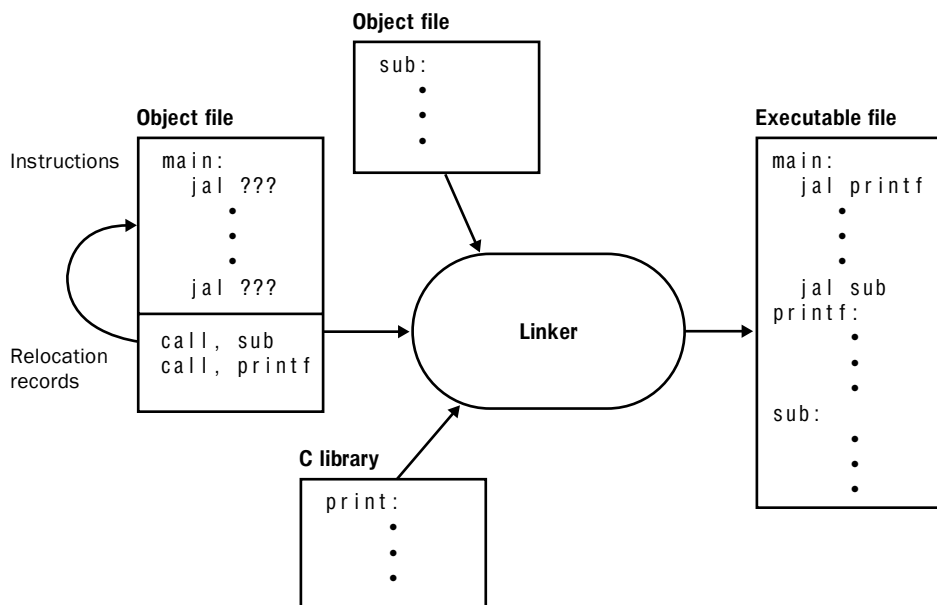 Object file
sub:
Object file
Instructions
main:
jal ???
jal ???
Relocation
records
call, sub
call, printf
C library
print:
Linker
Executable file
main:
jal printf
jal sub
printf:
sub: